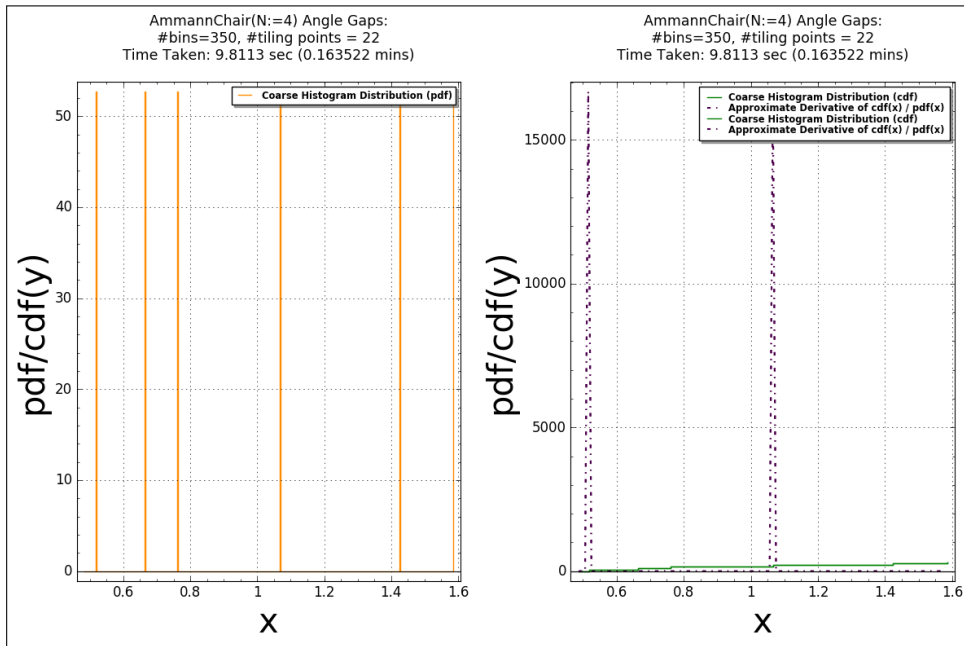 AmmannChair(N:=4) Angle Gaps:
#bins=350, #tiling points = 22
Time Taken: 9.8113 sec (0.163522 mins)
Coarse Histogram Distribution (pdf)
50
40
30
20
10
0
pdf/cdf(y)
0.6
0.8
1
1.2
1.4
1.6
x
AmmannChair(N:=4) Angle Gaps:
#bins=350, #tiling points = 22
Time Taken: 9.8113 sec (0.163522 mins)
Coarse Histogram Distribution (cdf)
Approximate Derivative of cdf(x) / pdf(x)
Coarse Histogram Distribution (cdf)
Approximate Derivative of cdf(x) / pdf(x)
15000
10000
5000
0
pdf/cdf(y)
0.6
0.8
1
1.2
1.4
1.6
x